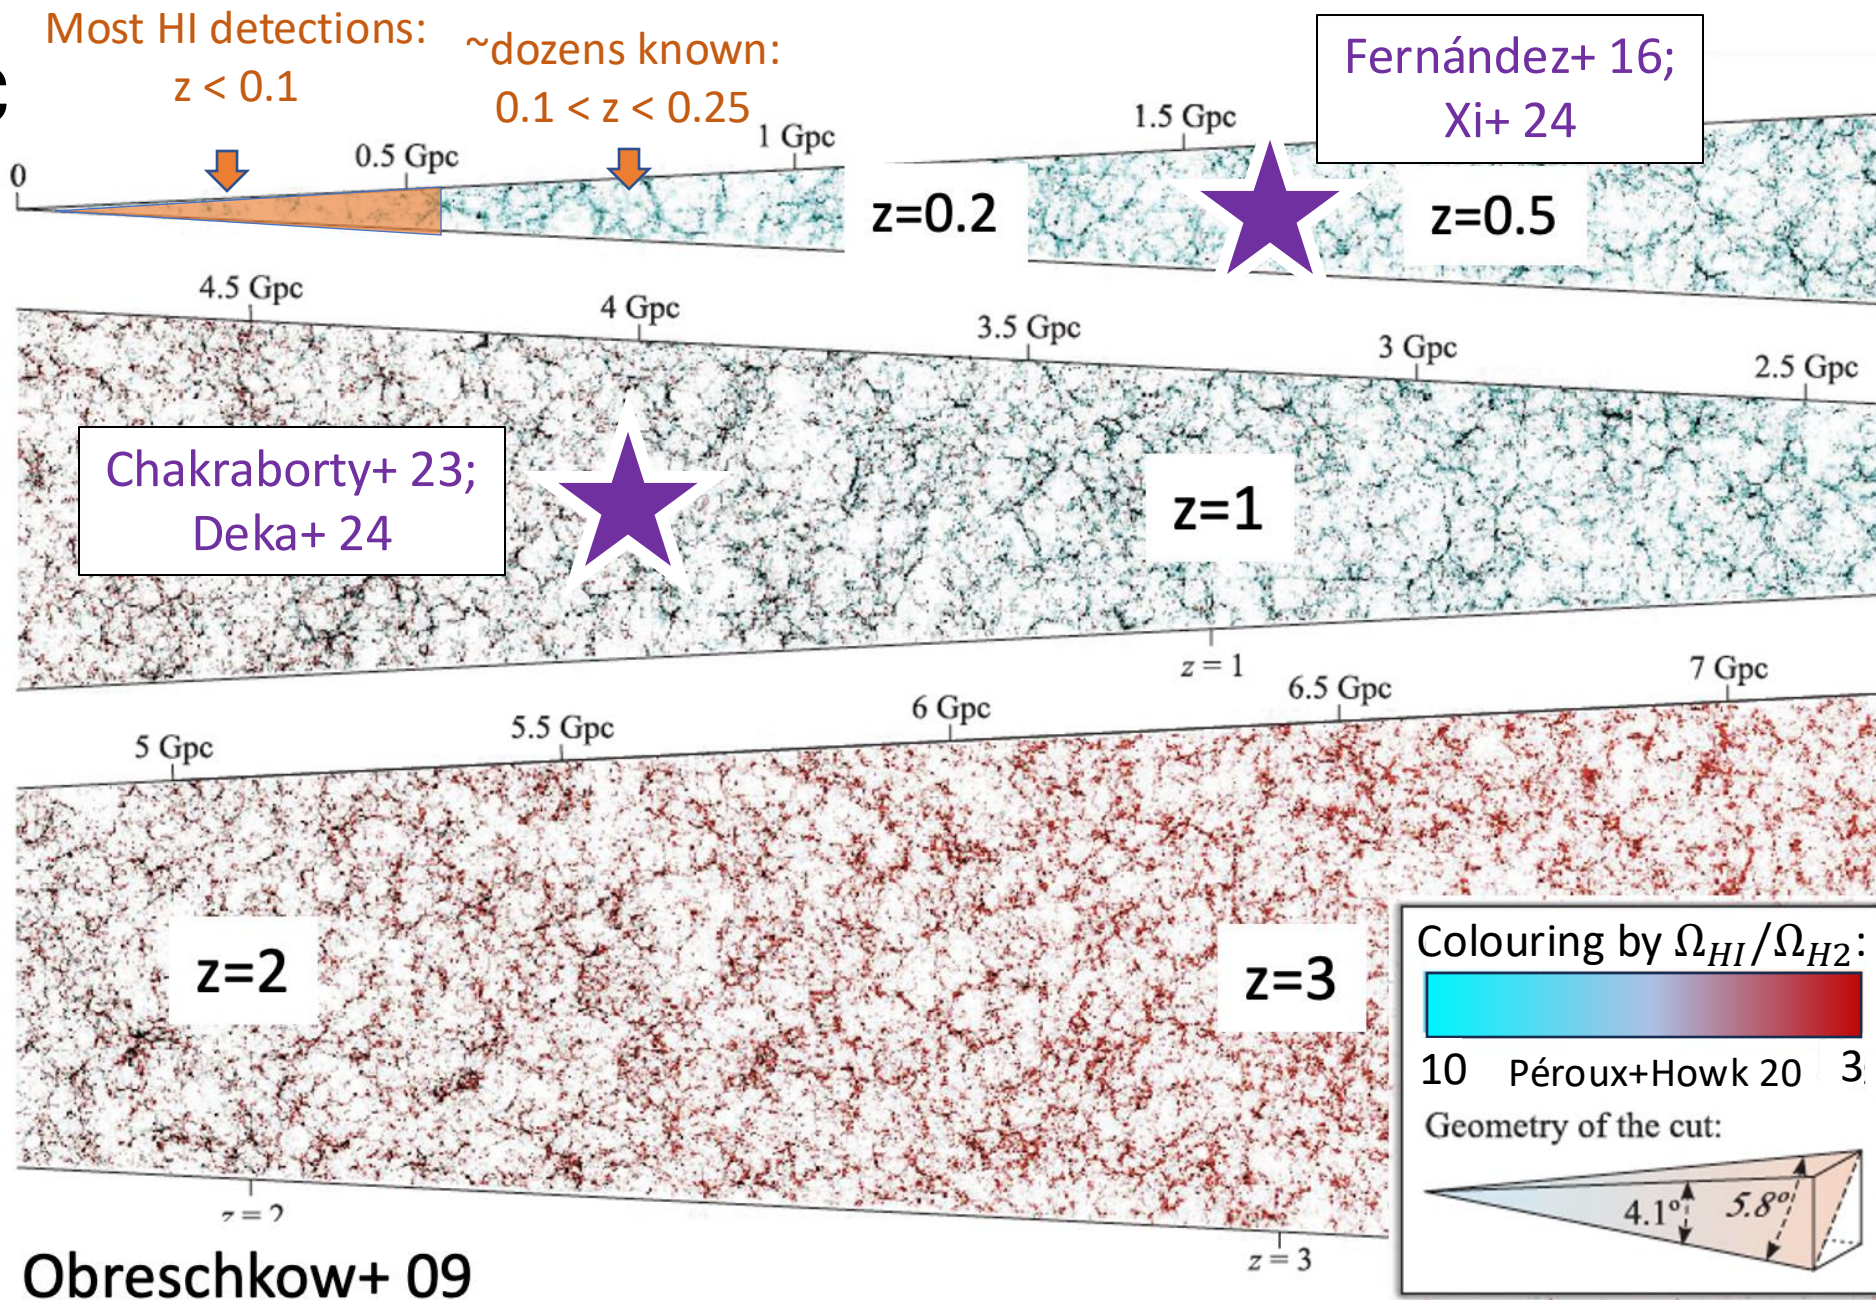 Most HI detections:
z < 0.1
~dozens known:
0.1 < z < 0.25
Fernández+ 16;
Xi+ 24
0
0.5 Gpc
1 Gpc
1.5 Gpc
z=0.2
z=0.5
4.5 Gpc
4 Gpc
3.5 Gpc
3 Gpc
2.5 Gpc
Chakraborty+ 23;
Deka+ 24
z=1
z = 1
5 Gpc
5.5 Gpc
6 Gpc
6.5 Gpc
7 Gpc
z=2
z=3
z = 2
z = 3
Colouring by Ω_HI/Ω_H2:
10 Péroux+Howk 20 3
Geometry of the cut:
4.1° 5.8°
Obreschkow+ 09